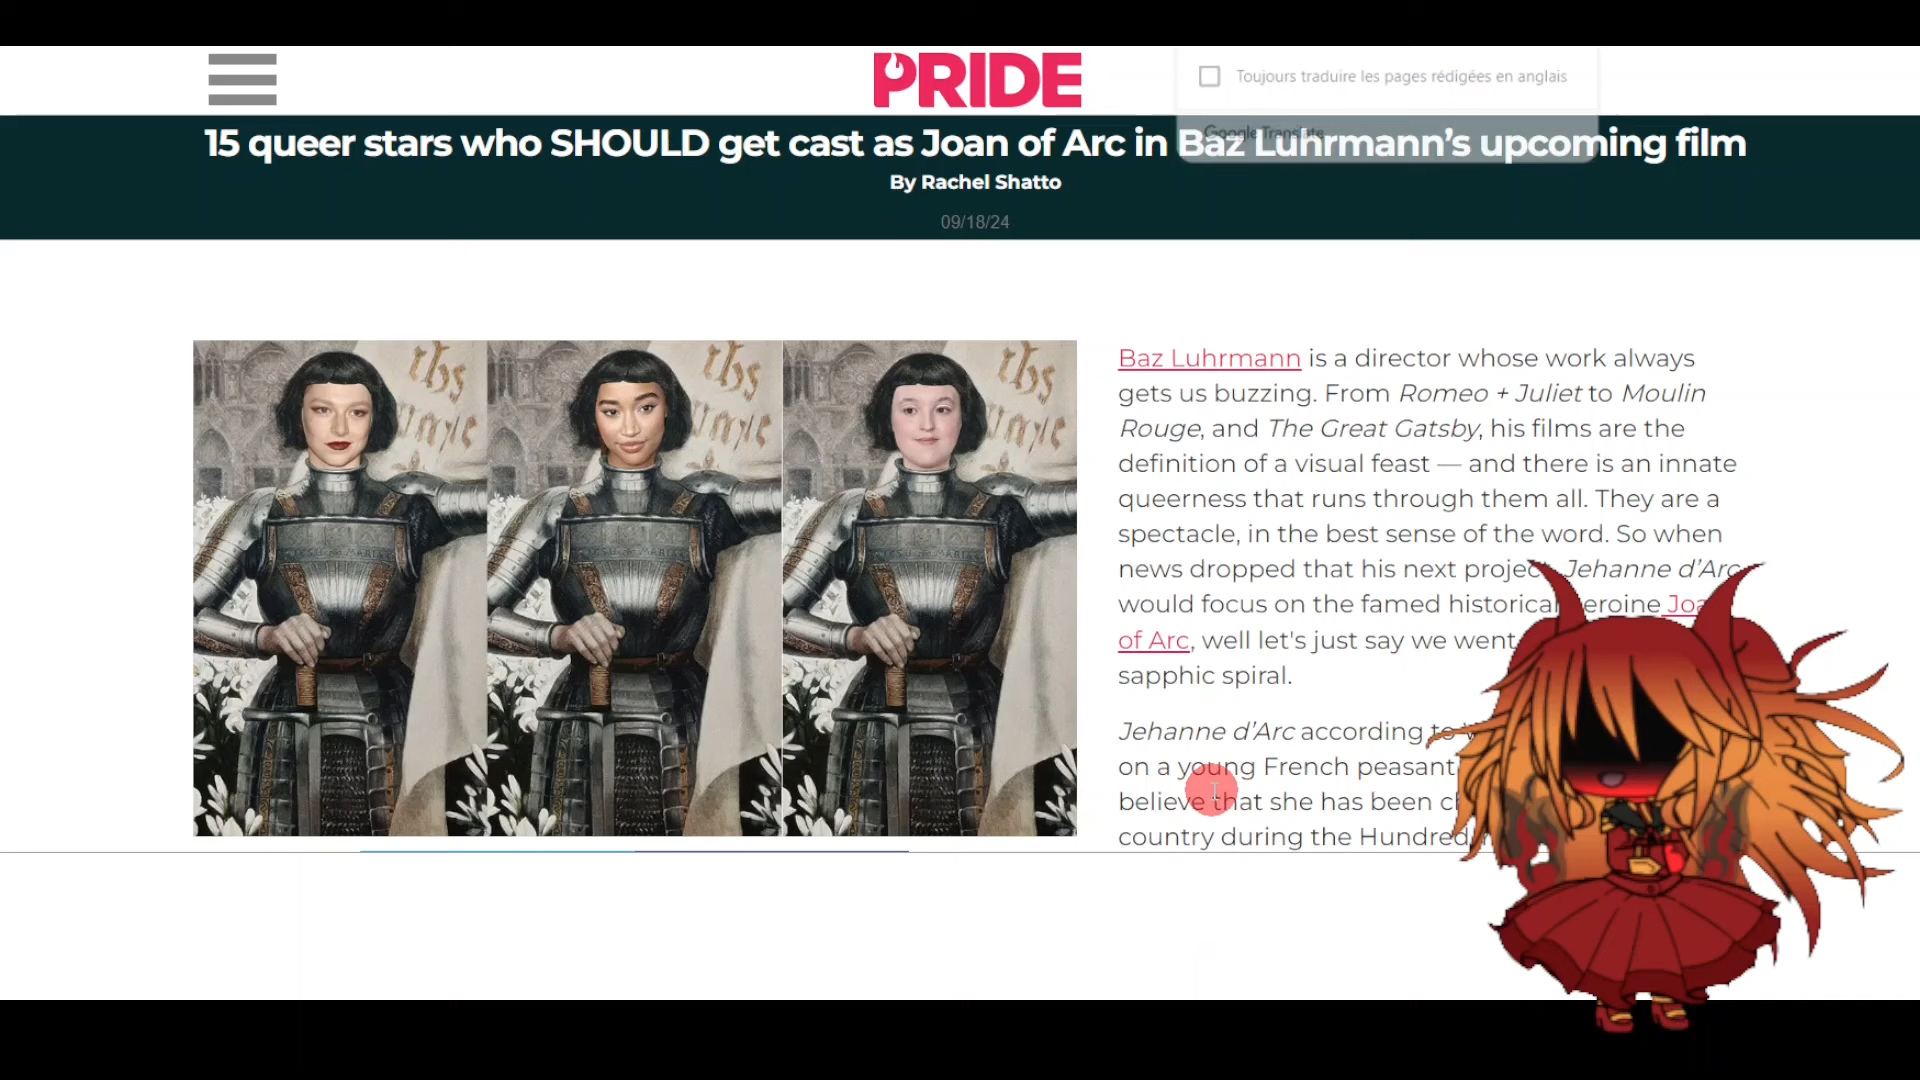 PRIDE
Toujours traduire les pages rédigées en anglais
Google Translate
15 queer stars who SHOULD get cast as Joan of Arc in Baz Luhrmann’s upcoming film
By Rachel Shatto
09/18/24
Baz Luhrmann is a director whose work always
gets us buzzing. From Romeo + Juliet to Moulin
Rouge, and The Great Gatsby, his films are the
definition of a visual feast — and there is an innate
queerness that runs through them all. They are a
spectacle, in the best sense of the word. So when
news dropped that his next project Jehanne d’Arc
would focus on the famed historical heroine
of Arc, well let's just say we went
sapphic spiral.
Jehanne d’Arc according to
on a young French peasant
believe that she has been
country during the Hundred